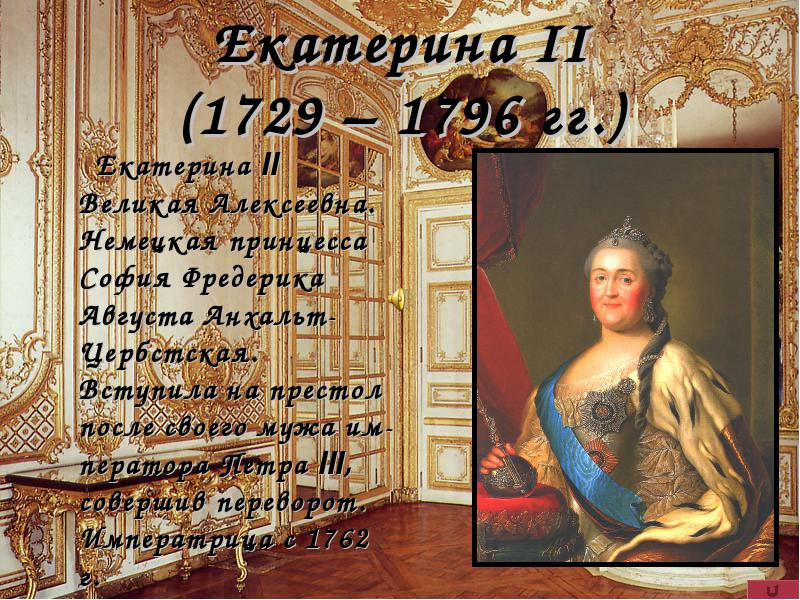 Екатерина II
(1729 – 1796 гг.)
Екатерина II
Великая Алексеевна.
Немецкая принцесса
София Фредерика
Августа Анхальт-
Цербстская.
Вступила на престол
после своего мужа им-
ператора Петра III,
совершив переворот.
Императрица с 1762
г.